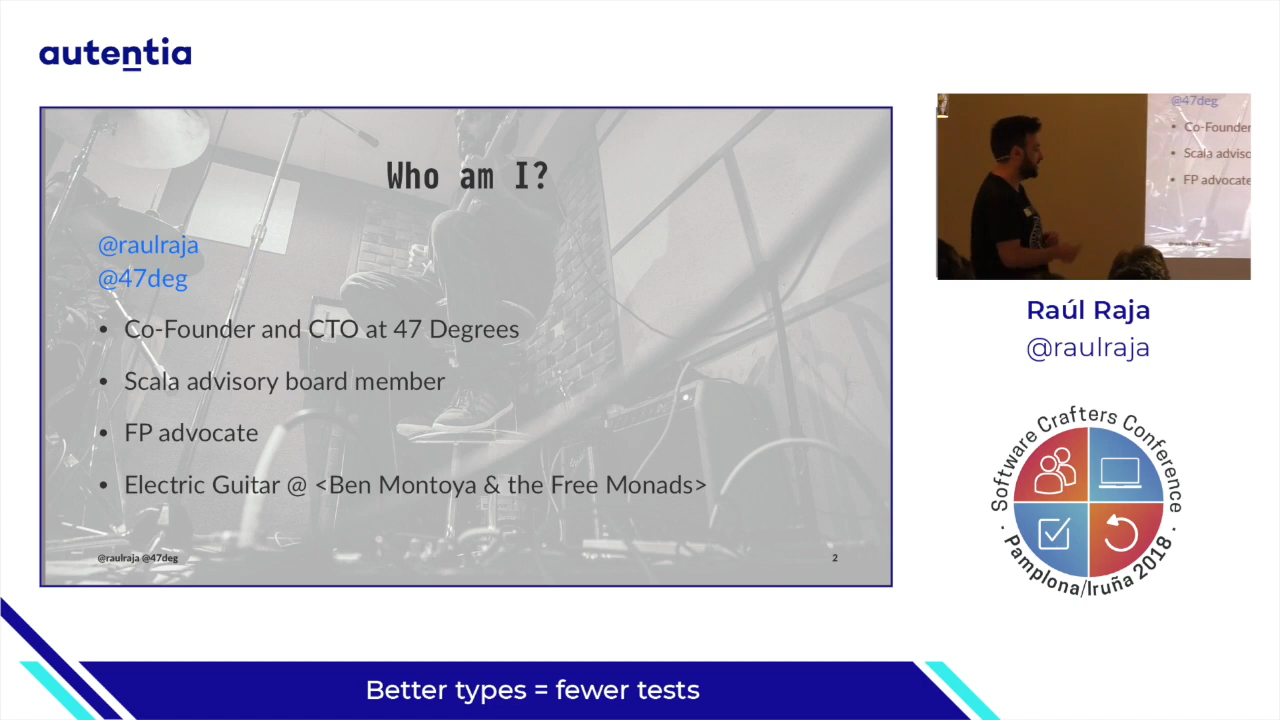 autentia
Who am I?
@raulraja
@47deg
• Co-Founder and CTO at 47 Degrees
• Scala advisory board member
• FP advocate
• Electric Guitar @ <Ben Montoya & the Free Monads>
@raulraja @47deg
2
@47deg
• Co-Founder
• Scala adviso
• FP advocate
@raulraja @47deg
Raúl Raja
@raulraja
Software Crafters Conference
· Pamplona/Iruña 2018 ·
Better types = fewer tests